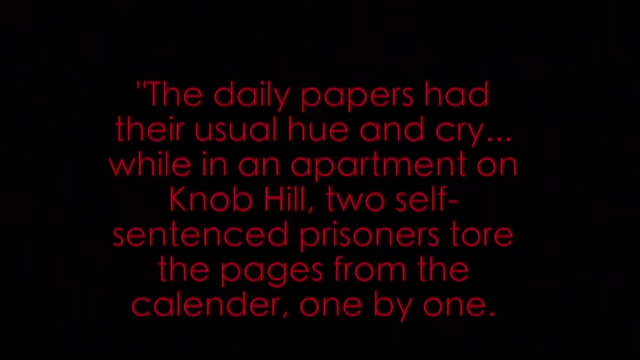 "The daily papers had
their usual hue and cry...
while in an apartment on
Knob Hill, two self-
sentenced prisoners tore
the pages from the
calender, one by one.